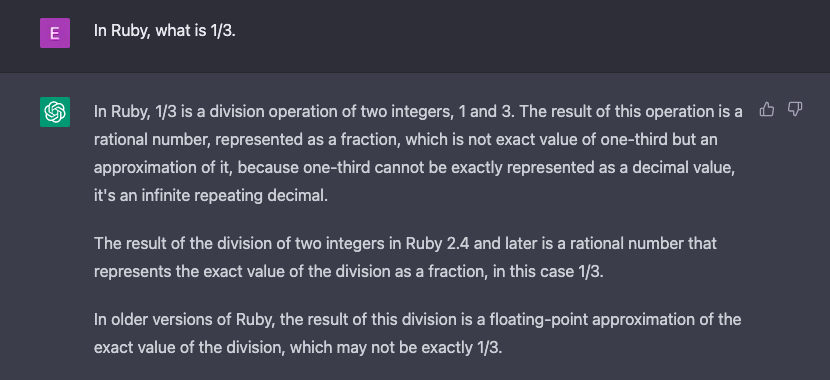 E
In Ruby, what is 1/3.
In Ruby, 1/3 is a division operation of two integers, 1 and 3. The result of this operation is a
rational number, represented as a fraction, which is not exact value of one-third but an
approximation of it, because one-third cannot be exactly represented as a decimal value,
it's an infinite repeating decimal.
The result of the division of two integers in Ruby 2.4 and later is a rational number that
represents the exact value of the division as a fraction, in this case 1/3.
In older versions of Ruby, the result of this division is a floating-point approximation of the
exact value of the division, which may not be exactly 1/3.